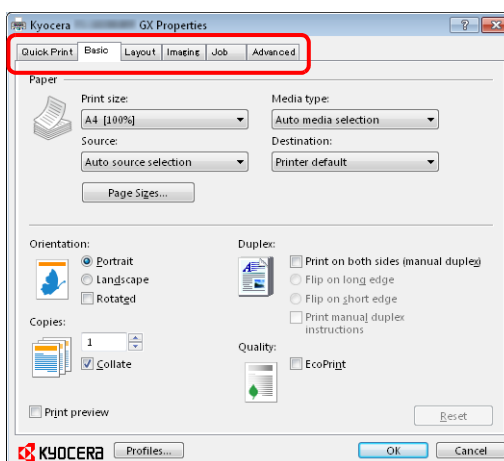 Kyocera GX Properties
Quick Print Basic Layout Imaging Job Advanced
Paper
Print size: Media type:
A4 [100%] Auto media selection
Source: Destination:
Auto source selection Printer default
Page Sizes...
Orientation: Duplex:
Portrait Print on both sides (manual duplex)
Landscape Flip on long edge
Rotated Flip on short edge
Print manual duplex
instructions
Copies:
1
Collate
Quality:
EcoPrint
Print preview
Reset
KYOCERA Profiles... OK Cancel